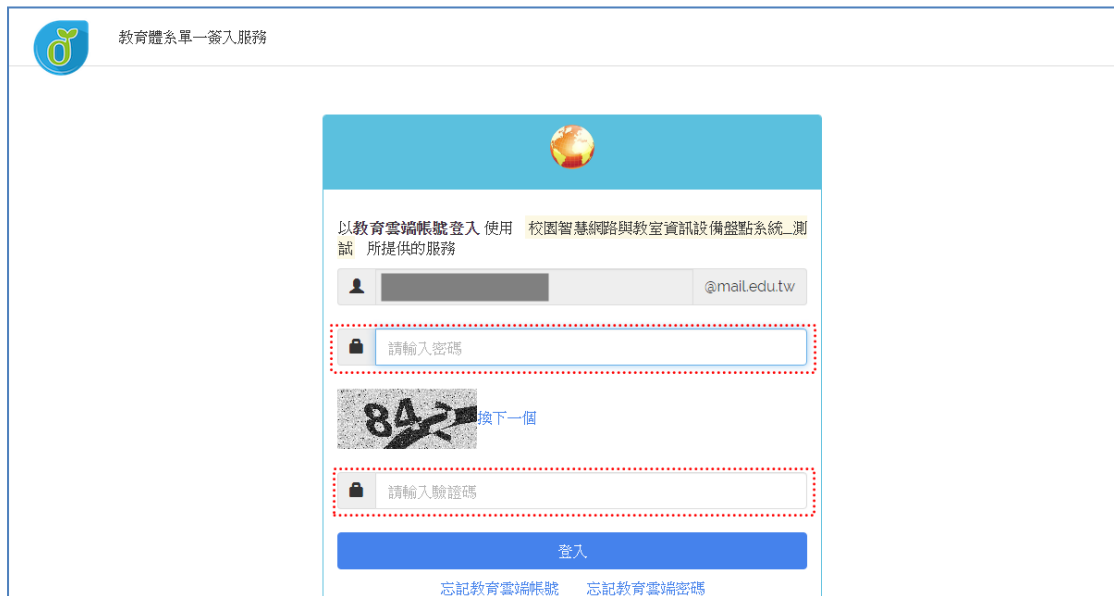 教育體系單一簽入服務
以教育雲端帳號登入 使用 校園智慧網路與教室資訊設備盤點系統_測
試 所提供的服務
@mail.edu.tw
請輸入密碼
換下一個
請輸入驗證碼
登入
忘記教育雲端帳號 忘記教育雲端密碼